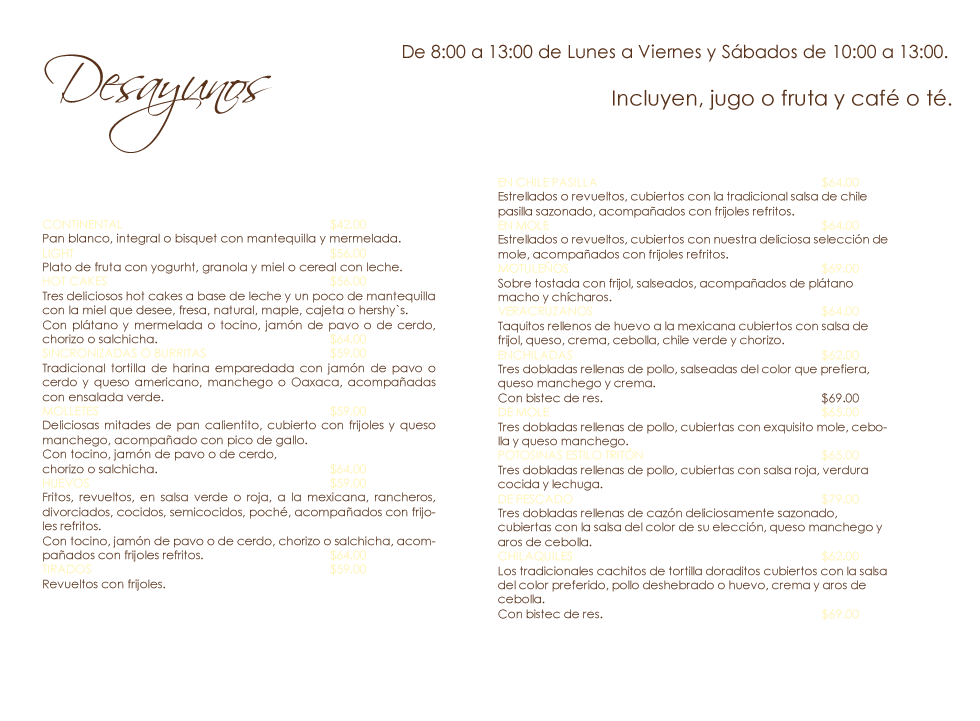 Desayunos
De 8:00 a 13:00 de Lunes a Viernes y Sábados de 10:00 a 13:00.
Incluyen, jugo o fruta y café o té.
CONTINENTAL $42.00
Pan blanco, integral o bisquet con mantequilla y mermelada.
LIGHT $56.00
Plato de fruta con yogurht, granola y miel o cereal con leche.
HOT CAKES $56.00
Tres deliciosos hot cakes a base de leche y un poco de mantequilla
con la miel que desee, fresa, natural, maple, cajeta o hershy`s.
Con plátano y mermelada o tocino, jamón de pavo o de cerdo,
chorizo o salchicha. $64.00
SINCRONIZADAS O BURRITAS $59.00
Tradicional tortilla de harina emparedada con jamón de pavo o
cerdo y queso americano, manchego o Oaxaca, acompañadas
con ensalada verde.
MOLLETES $59.00
Deliciosas mitades de pan calientito, cubierto con frijoles y queso
manchego, acompañado con pico de gallo.
Con tocino, jamón de pavo o de cerdo,
chorizo o salchicha. $64.00
HUEVOS $59.00
Fritos, revueltos, en salsa verde o roja, a la mexicana, rancheros,
divorciados, cocidos, semicocidos, poché, acompañados con frijo-
les refritos.
Con tocino, jamón de pavo o de cerdo, chorizo o salchicha, acom-
pañados con frijoles refritos. $64.00
TIRADOS $59.00
Revueltos con frijoles.
EN CHILE PASILLA $64.00
Estrellados o revueltos, cubiertos con la tradicional salsa de chile
pasilla sazonado, acompañados con frijoles refritos.
EN MOLE $64.00
Estrellados o revueltos, cubiertos con nuestra deliciosa selección de
mole, acompañados con frijoles refritos.
MOTULEÑOS $69.00
Sobre tostada con frijol, salseados, acompañados de plátano
macho y chícharos.
VERACRUZANOS $64.00
Taquitos rellenos de huevo a la mexicana cubiertos con salsa de
frijol, queso, crema, cebolla, chile verde y chorizo.
ENCHILADAS $62.00
Tres dobladas rellenas de pollo, salseadas del color que prefiera,
queso manchego y crema.
Con bistec de res. $69.00
DE MOLE $65.00
Tres dobladas rellenas de pollo, cubiertas con exquisito mole, cebo-
lla y queso manchego.
POTOSINAS ESTILO TRITÓN $65.00
Tres dobladas rellenas de pollo, cubiertas con salsa roja, verdura
cocida y lechuga.
DE PESCADO $79.00
Tres dobladas rellenas de cazón deliciosamente sazonado,
cubiertas con la salsa del color de su elección, queso manchego y
aros de cebolla.
CHILAQUILES $62.00
Los tradicionales cachitos de tortilla doraditos cubiertos con la salsa
del color preferido, pollo deshebrado o huevo, crema y aros de
cebolla.
Con bistec de res. $69.00